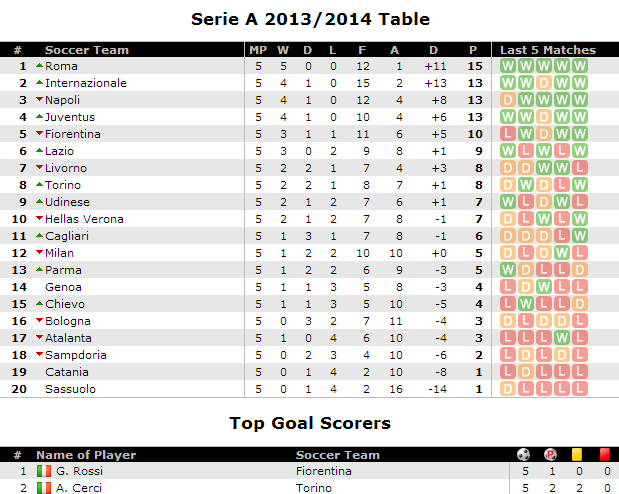 Serie A 2013/2014 Table
# Soccer Team MP W D L F A D P Last 5 Matches
1 Roma 5 5 0 0 12 1 +11 15 W W W W W
2 Internazionale 5 4 1 0 15 2 +13 13 W W D W W
3 Napoli 5 4 1 0 12 4 +8 13 D W W W W
4 Juventus 5 4 1 0 10 4 +6 13 W W D W W
5 Fiorentina 5 3 1 1 11 6 +5 10 L W D W W
6 Lazio 5 3 0 2 9 8 +1 9 W L W L W
7 Livorno 5 2 2 1 7 4 +3 8 D D W W L
8 Torino 5 2 2 1 8 7 +1 8 D W D L W
9 Udinese 5 2 1 2 7 6 +1 7 W L D W L
10 Hellas Verona 5 2 1 2 7 8 -1 7 D L W L W
11 Cagliari 5 1 3 1 7 8 -1 6 D D D L W
12 Milan 5 1 2 2 10 10 +0 5 D L D W L
13 Parma 5 1 2 2 6 9 -3 5 W D L L D
14 Genoa 5 1 1 3 5 8 -3 4 L D W L L
15 Chievo 5 1 1 3 5 10 -5 4 L W L L D
16 Bologna 5 0 3 2 7 11 -4 3 D L D D L
17 Atalanta 5 1 0 4 6 10 -4 3 L L L W L
18 Sampdoria 5 0 2 3 4 10 -6 2 D L D L L
19 Catania 5 0 1 4 2 10 -8 1 L D L L L
20 Sassuolo 5 0 1 4 2 16 -14 1 D L L L L
Top Goal Scorers
# Name of Player Soccer Team P
1 G. Rossi Fiorentina 5 1 0 0
2 A. Cerci Torino 5 2 2 0